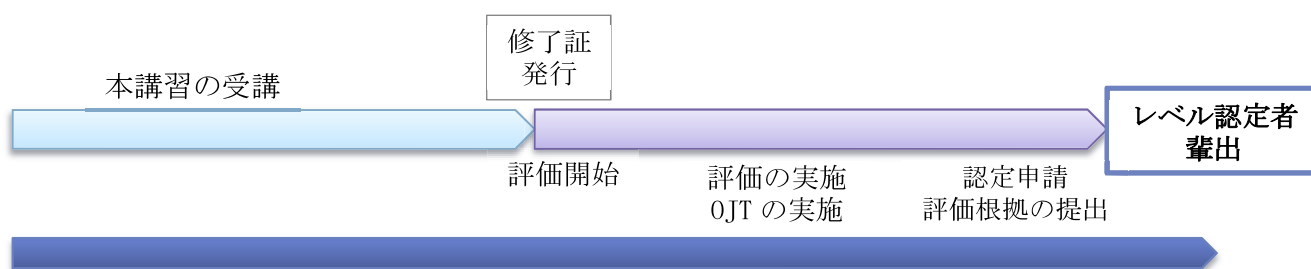 修了証
発行
本講習の受講
レベル認定者
輩出
評価開始
評価の実施
OJT の実施
認定申請
評価根拠の提出